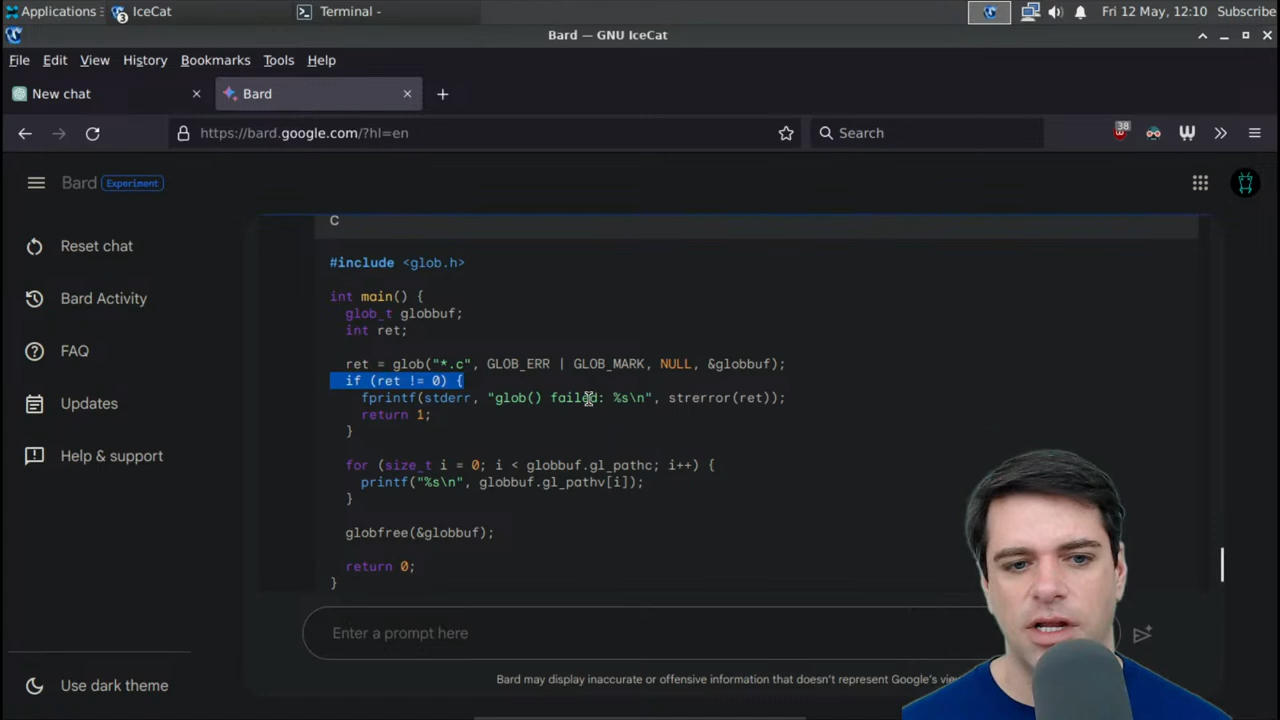 Applications
IceCat
Terminal -
Fri 12 May, 12:10
Subscribe
3
Bard — GNU IceCat
File Edit View History Bookmarks Tools Help
New chat
Bard
https://bard.google.com/?hl=en
Search
38
Bard Experiment
Reset chat
Bard Activity
FAQ
Updates
Help & support
Use dark theme
C
#include <glob.h>
int main() {
glob_t globbuf;
int ret;
ret = glob("*.c", GLOB_ERR | GLOB_MARK, NULL, &globbuf);
if (ret != 0) {
fprintf(stderr, "glob() failed: %s\n", strerror(ret));
return 1;
}
for (size_t i = 0; i < globbuf.gl_pathc; i++) {
printf("%s\n", globbuf.gl_pathv[i]);
}
globfree(&globbuf);
return 0;
}
Enter a prompt here
Bard may display inaccurate or offensive information that doesn't represent Google's